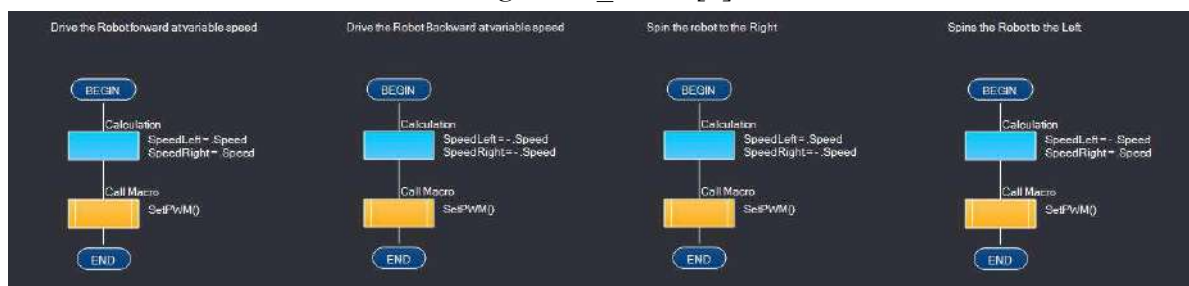 Drive the Robot forward at variable speed
BEGIN
Calculation
SpeedLeft = .Speed
SpeedRight = .Speed
Call Macro
SetPWM()
END
Drive the Robot Backward at variable speed
BEGIN
Calculation
SpeedLeft = - .Speed
SpeedRight = - .Speed
Call Macro
SetPWM()
END
Spin the robot to the Right
BEGIN
Calculation
SpeedLeft = .Speed
SpeedRight = - .Speed
Call Macro
SetPWM()
END
Spins the Robot to the Left
BEGIN
Calculation
SpeedLeft = - .Speed
SpeedRight = .Speed
Call Macro
SetPWM()
END